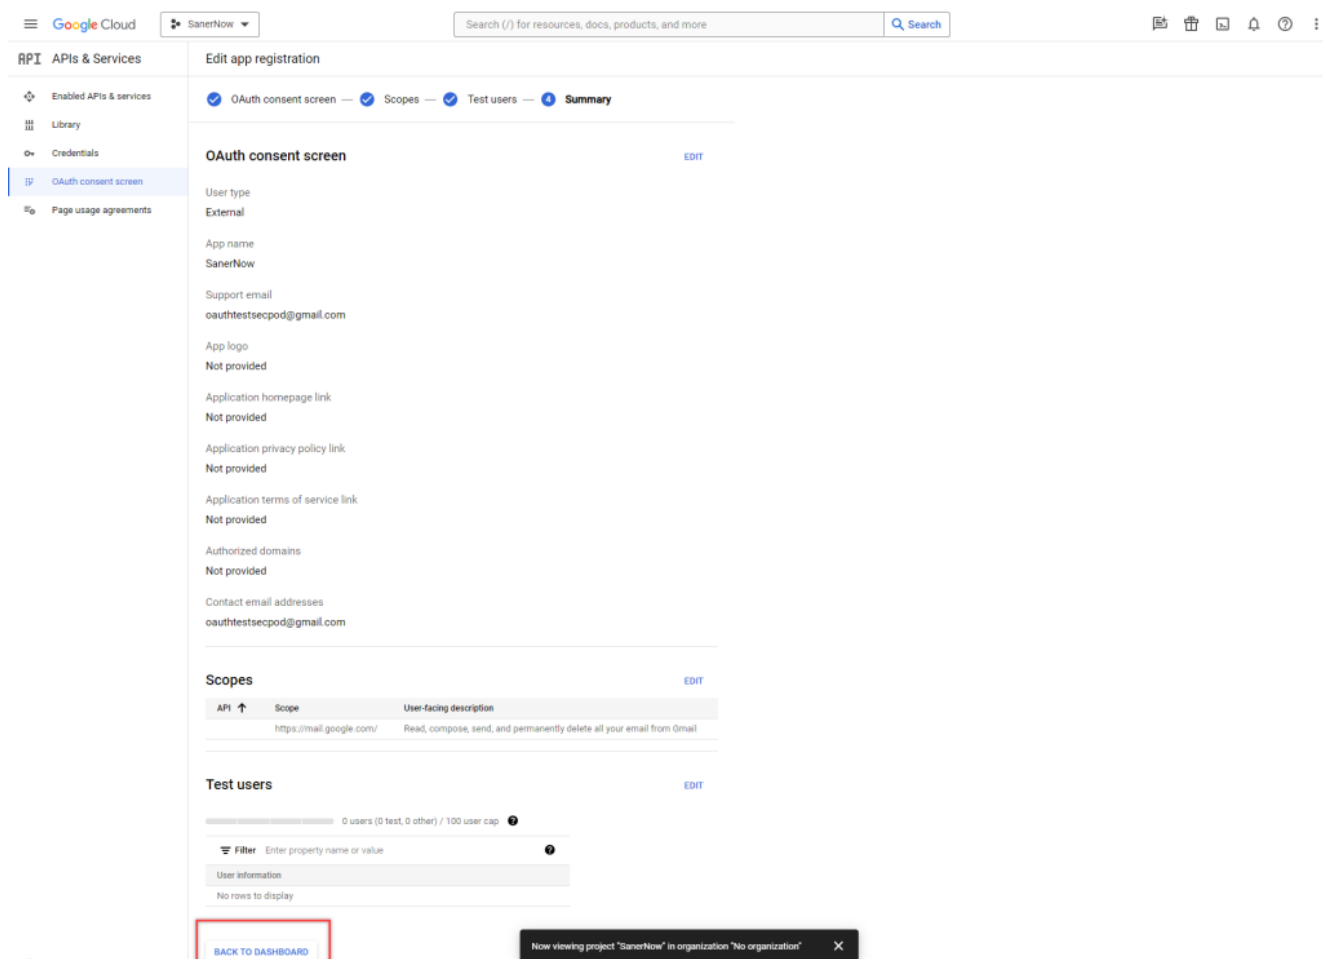 Google Cloud
SanerNow
Search (/) for resources, docs, products, and more
Search
API APIs & Services
Edit app registration
Enabled APIs & services
Library
Credentials
OAuth consent screen
Page usage agreements
OAuth consent screen — Scopes — Test users — 4 Summary
OAuth consent screen EDIT
User type
External
App name
SanerNow
Support email
oauthtestsecpod@gmail.com
App logo
Not provided
Application homepage link
Not provided
Application privacy policy link
Not provided
Application terms of service link
Not provided
Authorized domains
Not provided
Contact email addresses
oauthtestsecpod@gmail.com
Scopes EDIT
API Scope User-facing description
https://mail.google.com/ Read, compose, send, and permanently delete all your email from Gmail
Test users EDIT
0 users (0 test, 0 other) / 100 user cap
Filter Enter property name or value
User information
No rows to display
BACK TO DASHBOARD
Now viewing project "SanerNow" in organization "No organization"